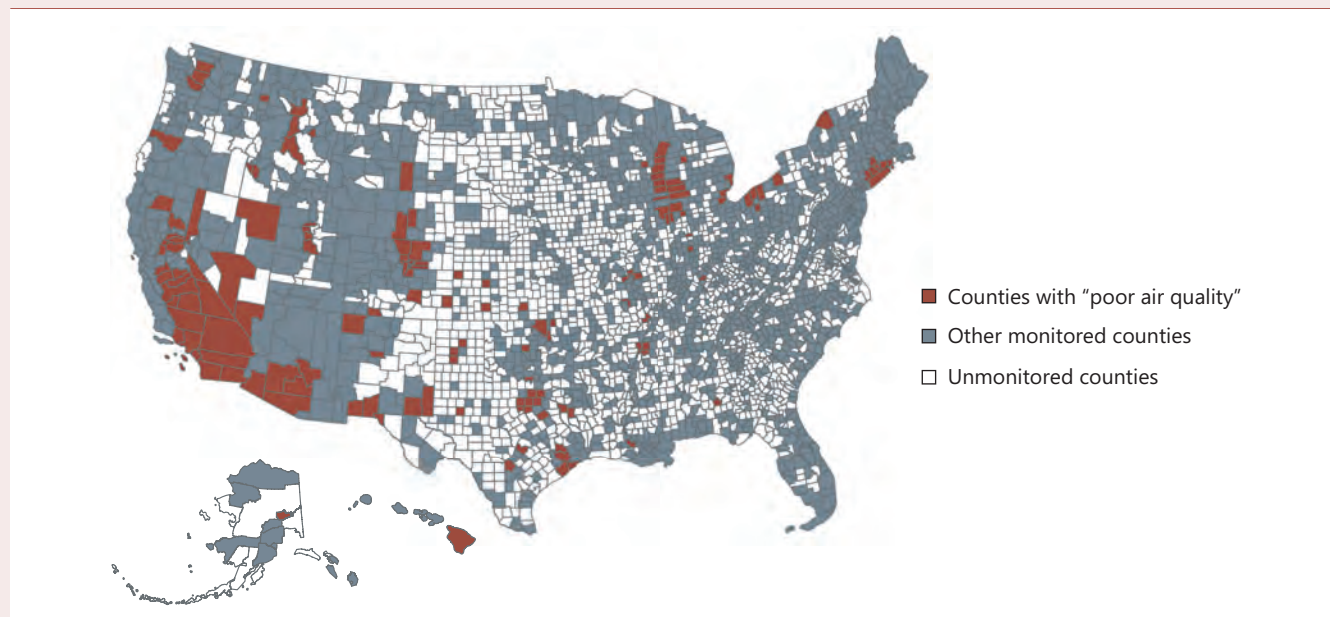 Counties with “poor air quality”
Other monitored counties
Unmonitored counties